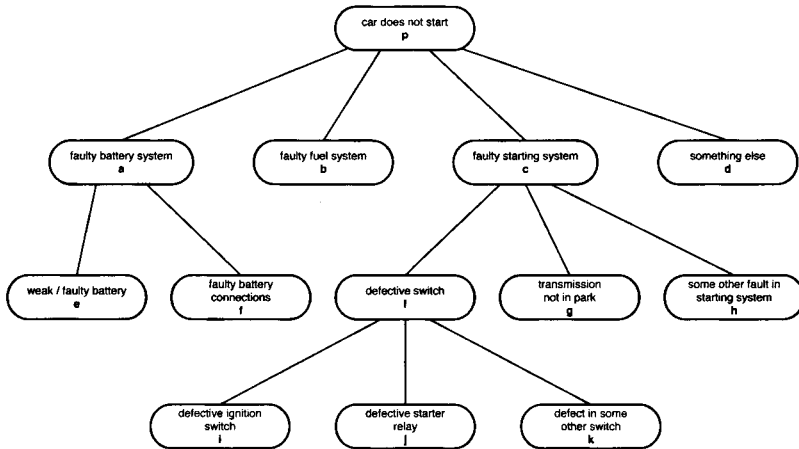 car does not start
p
faulty battery system
a
faulty fuel system
b
faulty starting system
c
something else
d
weak / faulty battery
e
faulty battery
connections
f
defective switch
l
transmission
not in park
g
some other fault in
starting system
h
defective ignition
switch
i
defective starter
relay
j
defect in some
other switch
k